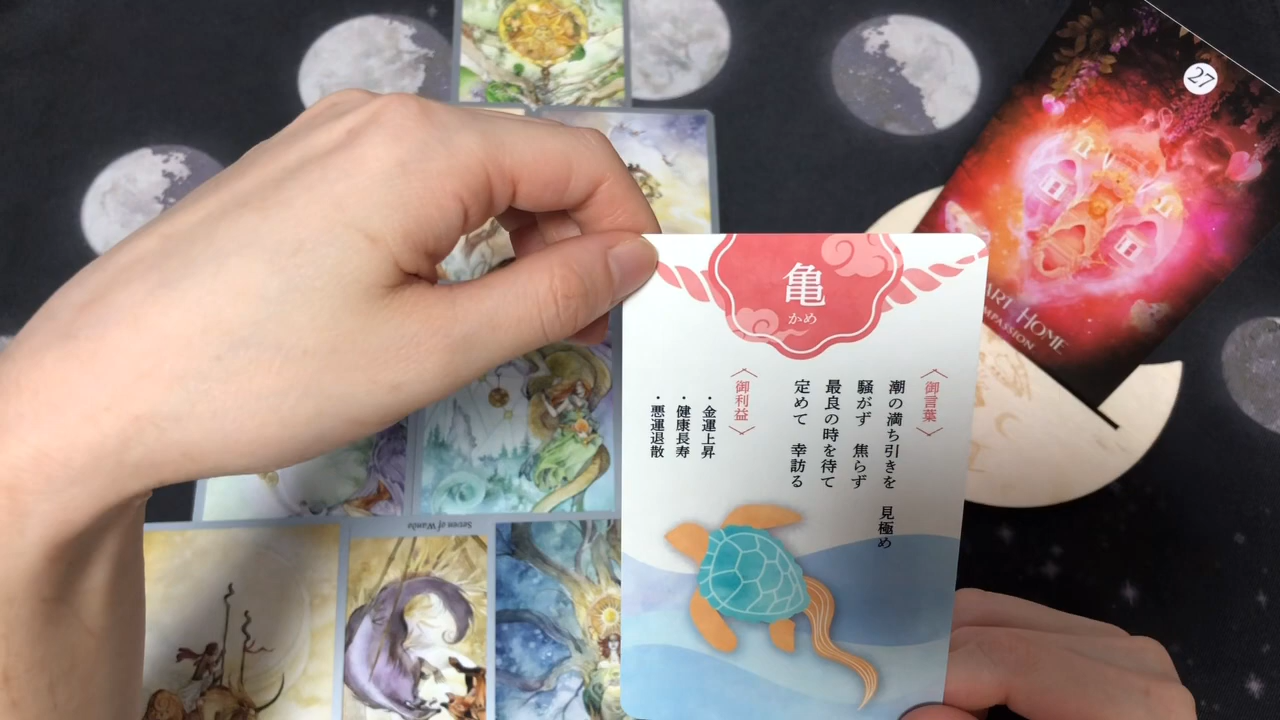 亀
かめ
〈御言葉〉
潮の満ち引きを 見極め
騒がず 焦らず
最良の時を待て
定めて 幸訪る
〈御利益〉
・金運上昇
・健康長寿
・悪運退散
27
ART HOME
MPASSION
Seven of Wands